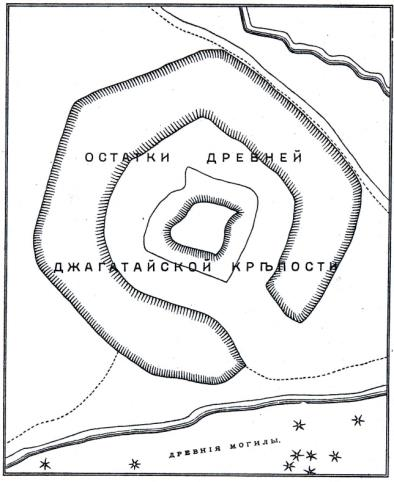 ОСТАТКИ ДРЕВНЕЙ
ДЖАГАТАЙСКОЙ КРѢПОСТИ
ДРЕВНІЯ МОГИЛЫ.